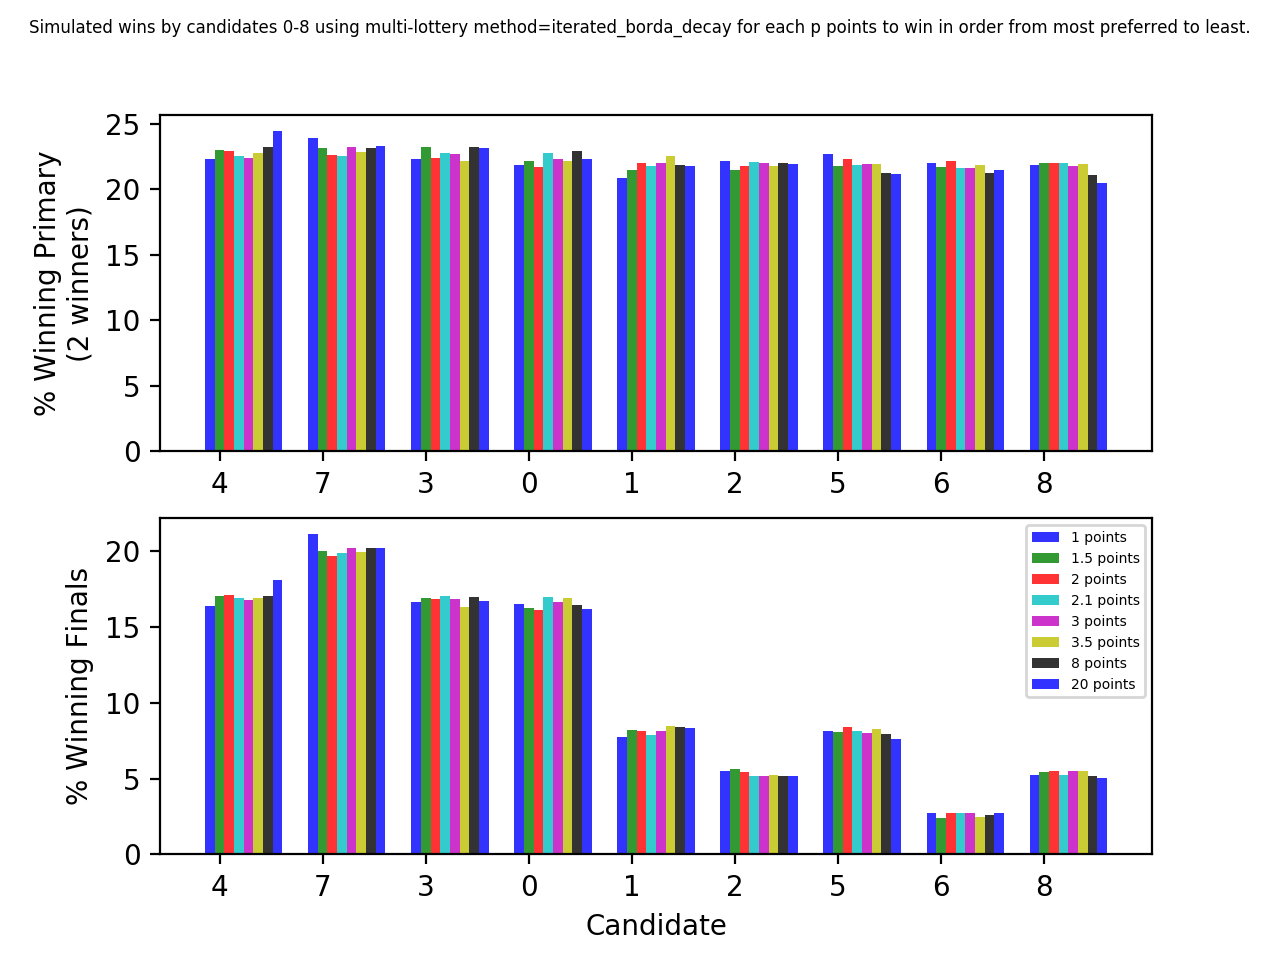 Simulated wins by candidates 0-8 using multi-lottery method=iterated_borda_decay for each p points to win in order from most preferred to least.
% Winning Primary
(2 winners)
25
20
15
10
5
0
4 7 3 0 1 2 5 6 8
% Winning Finals
20
15
10
5
0
1 points
1.5 points
2 points
2.1 points
3 points
3.5 points
8 points
20 points
4 7 3 0 1 2 5 6 8
Candidate